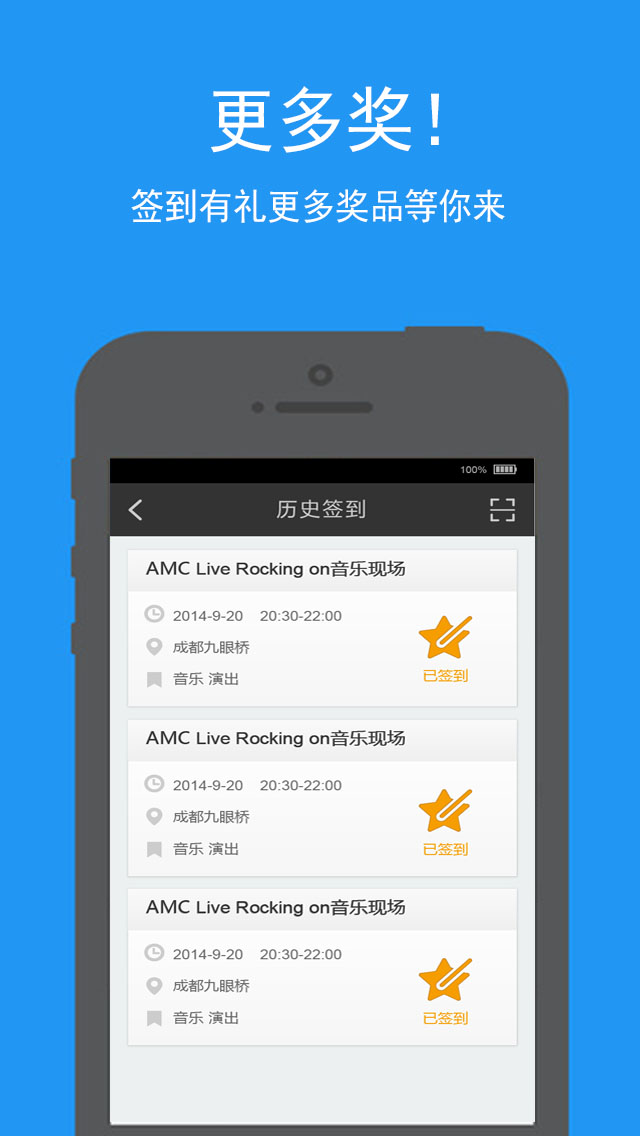 更多奖！
签到有礼更多奖品等你来
100%
历史签到
AMC Live Rocking on音乐现场
2014-9-20 20:30-22:00
成都九眼桥
音乐 演出
已签到
AMC Live Rocking on音乐现场
2014-9-20 20:30-22:00
成都九眼桥
音乐 演出
已签到
AMC Live Rocking on音乐现场
2014-9-20 20:30-22:00
成都九眼桥
音乐 演出
已签到